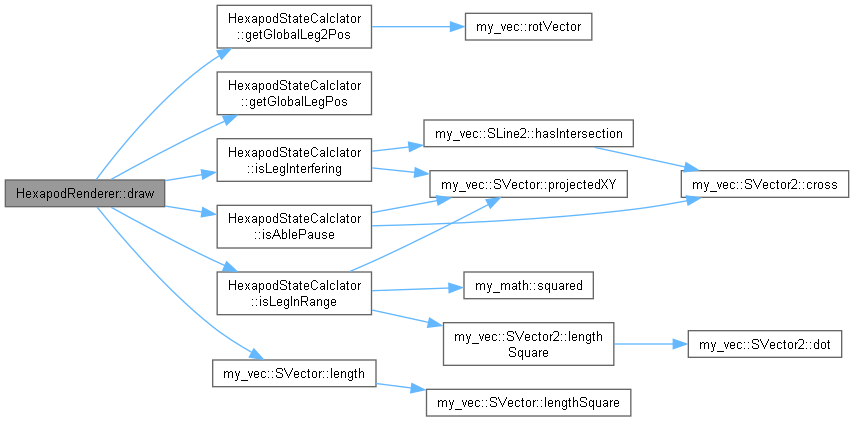 HexapodStateCalclator
::getGlobalLeg2Pos
my_vec::rotVector
HexapodStateCalclator
::getGlobalLegPos
my_vec::SLine2::hasIntersection
HexapodStateCalclator
::isLegInterfering
HexapodRenderer::draw
my_vec::SVector::projectedXY
my_vec::SVector2::cross
HexapodStateCalclator
::isAblePause
HexapodStateCalclator
::isLegInRange
my_math::squared
my_vec::SVector2::length
Square
my_vec::SVector2::dot
my_vec::SVector::length
my_vec::SVector::lengthSquare